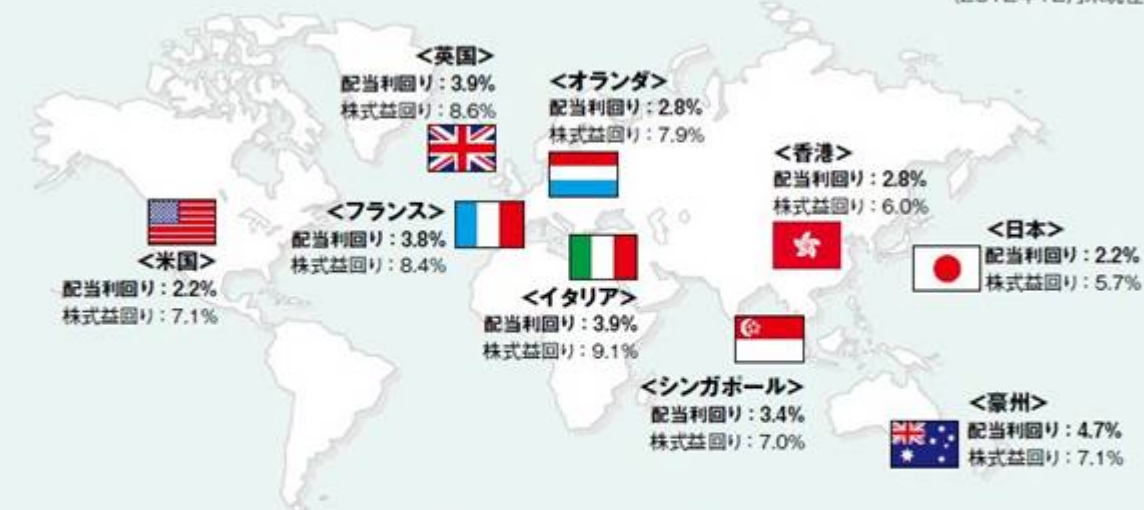 <英国>
配当利回り：3.9%
株式益回り：8.6%
<オランダ>
配当利回り：2.8%
株式益回り：7.9%
<香港>
配当利回り：2.8%
株式益回り：6.0%
<フランス>
配当利回り：3.8%
株式益回り：8.4%
<日本>
配当利回り：2.2%
株式益回り：5.7%
<米国>
配当利回り：2.2%
株式益回り：7.1%
<イタリア>
配当利回り：3.9%
株式益回り：9.1%
<シンガポール>
配当利回り：3.4%
株式益回り：7.0%
<豪州>
配当利回り：4.7%
株式益回り：7.1%